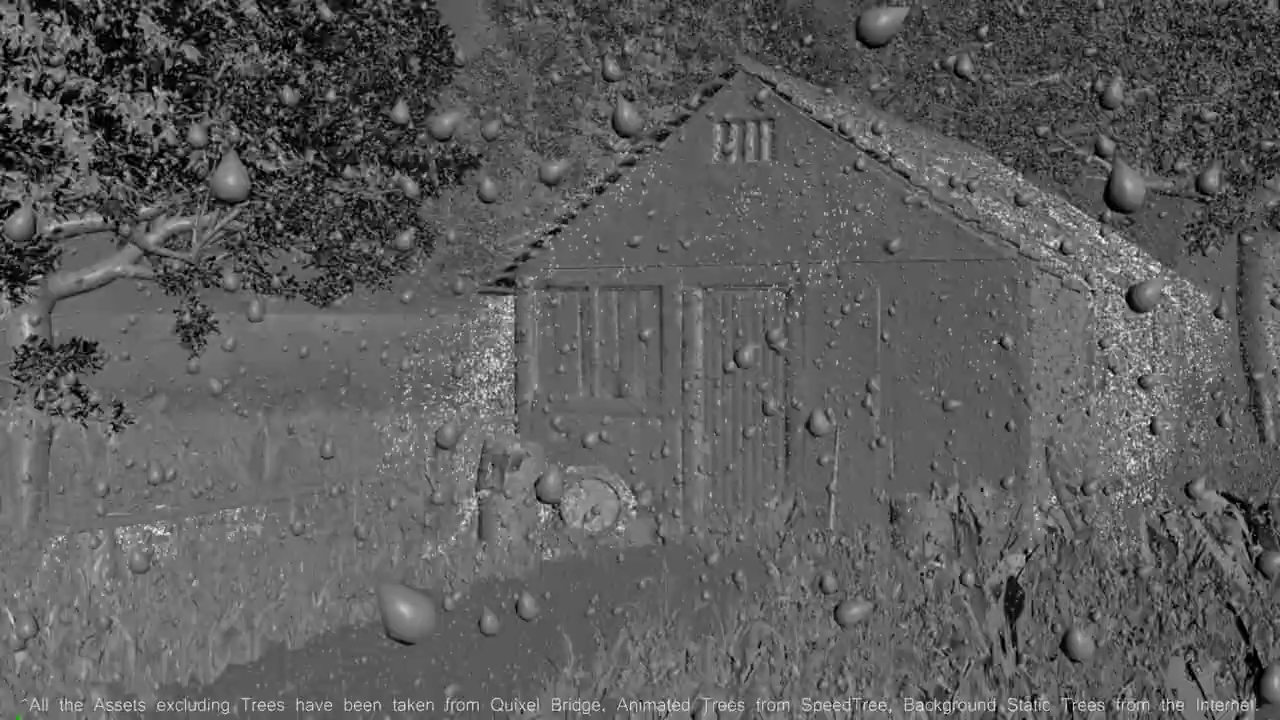 *All the Assets excluding Trees have been taken from Quixel Bridge, Animated Trees from SpeedTree, Background Static Trees from the Internet.